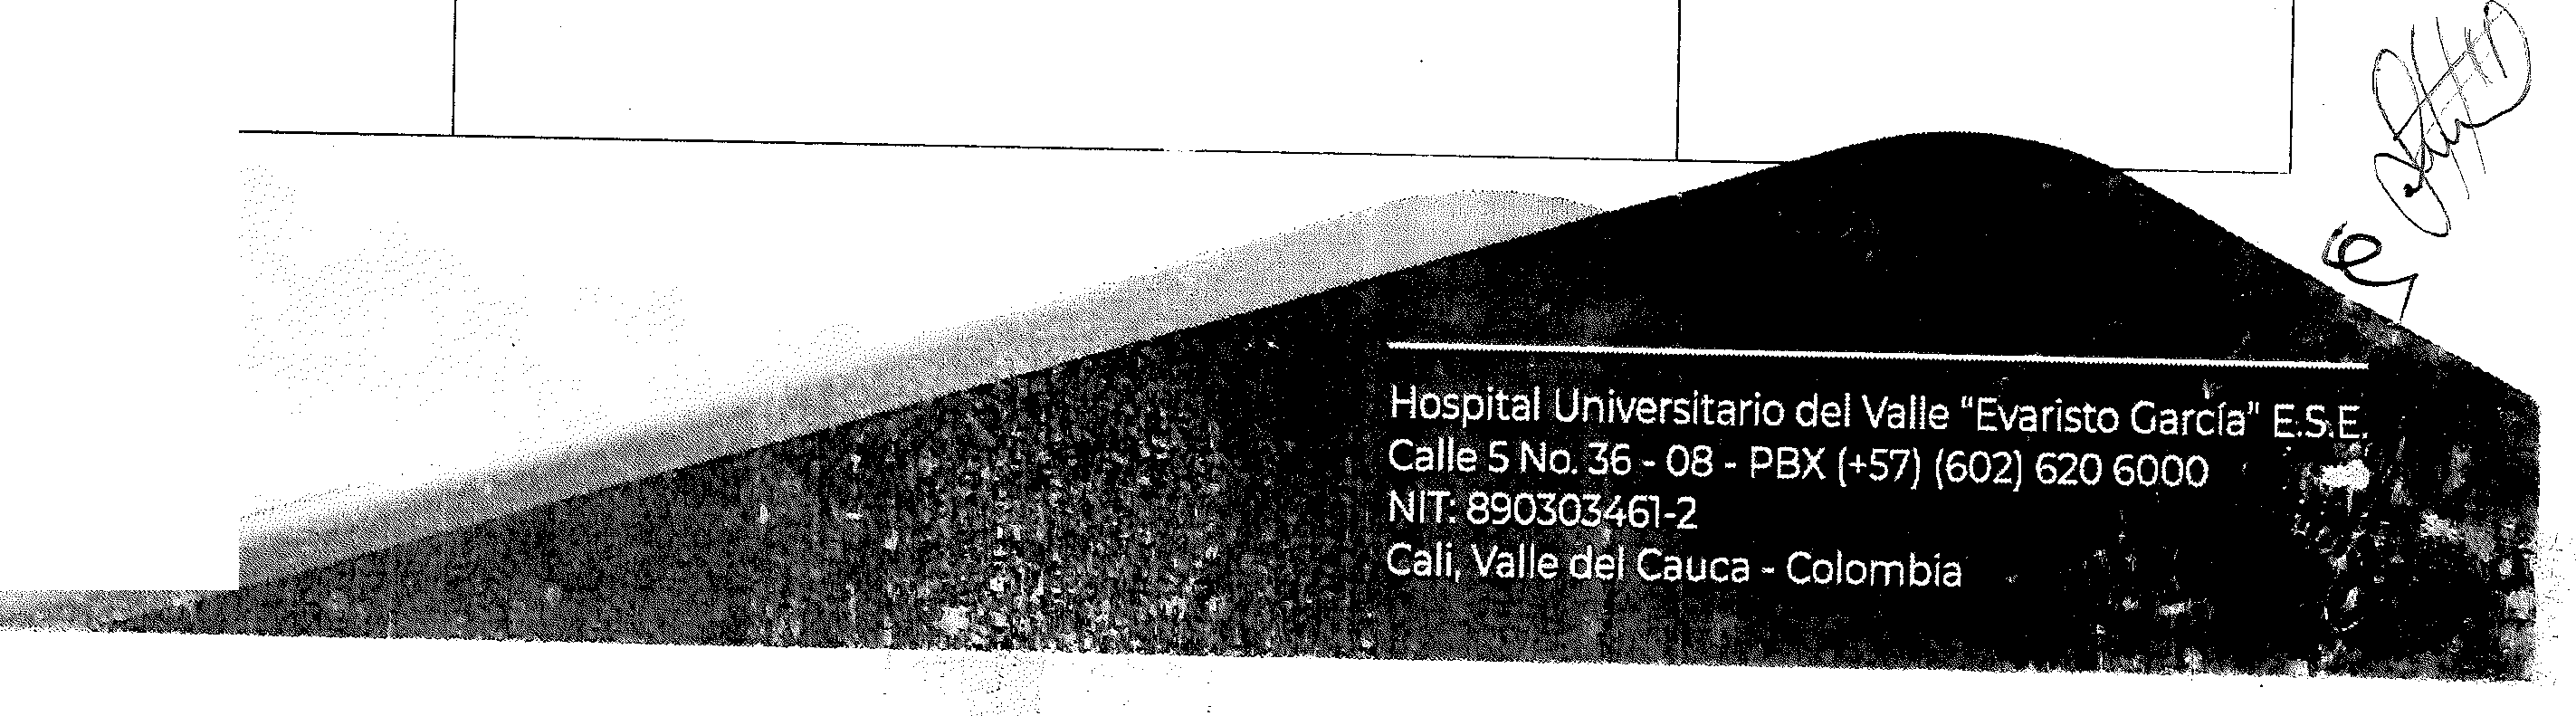 Hospital Universitario del Valle “Evaristo García” E.S.E.
Calle 5 No. 36 - 08 - PBX (+57) (602) 620 6000
NIT: 890303461-2
Cali, Valle del Cauca - Colombia